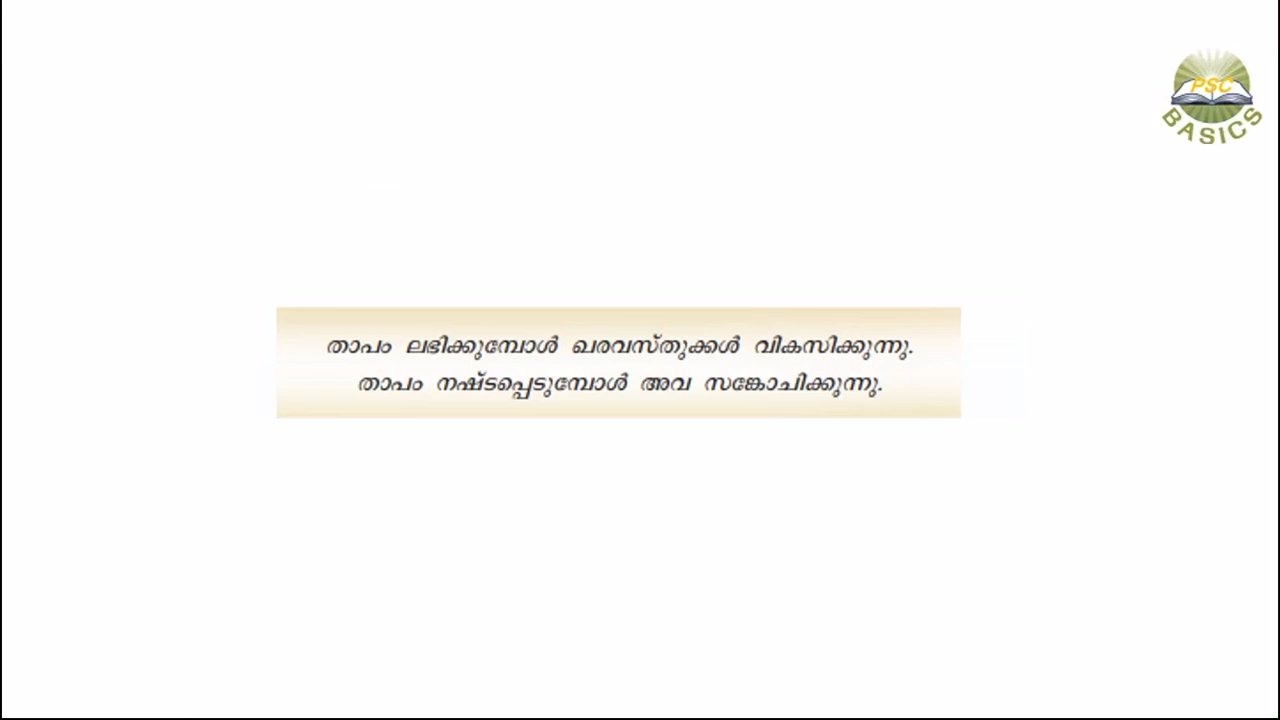 PSC
BASICS
താപം ലഭിക്കുമ്പോൾ ഖരവസ്തുക്കൾ വികസിക്കുന്നു.
താപം നഷ്ടപ്പെടുമ്പോൾ അവ സങ്കോചിക്കുന്നു.